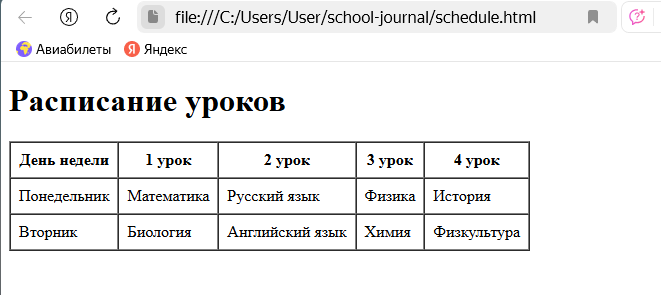 file:///C:/Users/User/school-journal/schedule.html
Авиабилеты Яндекс
Расписание уроков
День недели 1 урок 2 урок 3 урок 4 урок
Понедельник Математика Русский язык Физика История
Вторник Биология Английский язык Химия Физкультура